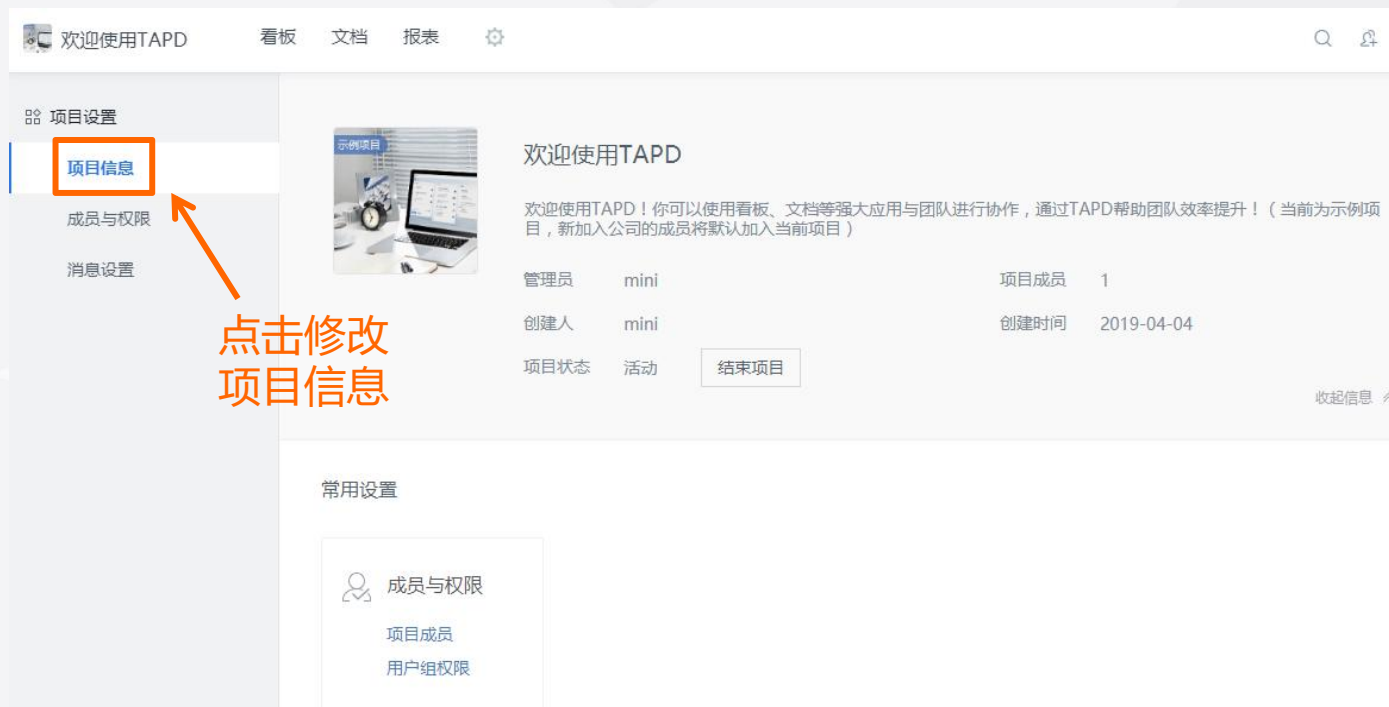 欢迎使用TAPD 看板 文档 报表
项目设置
项目信息
成员与权限
消息设置
点击修改
项目信息
示例项目
欢迎使用TAPD
欢迎使用TAPD！你可以使用看板、文档等强大应用与团队进行协作，通过TAPD帮助团队效率提升！（当前为示例项
目，新加入公司的成员将默认加入当前项目）
管理员 mini 项目成员 1
创建人 mini 创建时间 2019-04-04
项目状态 活动 结束项目
收起信息
常用设置
成员与权限
项目成员
用户组权限